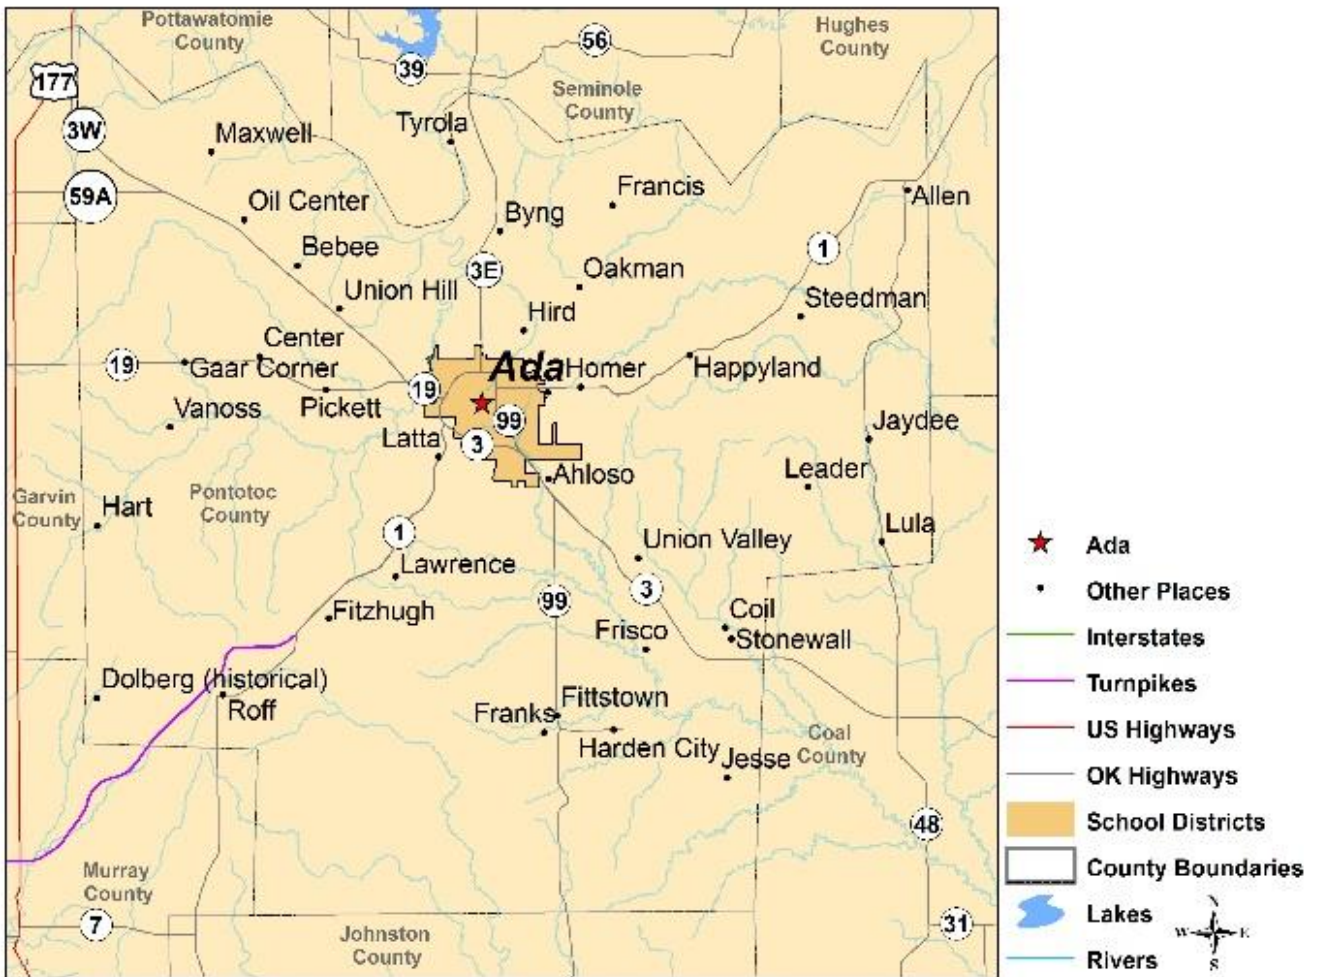 Pottawatomie
County
Hughes
County
56
39
177
Seminole
County
3W
Maxwell
Tyrola
59A
Oil Center
Francis
Allen
Byng
Bebee
1
3E
Oakman
Union Hill
Steedman
Hird
Center
19
Gaar Corner
Ada
Homer
Happyland
19
Pickett
Vanoss
99
Jaydee
Latta
3
Ahloso
Leader
Garvin
County
Hart
Pontotoc
County
Lula
1
Union Valley
Lawrence
3
99
Coil
Fitzhugh
Frisco
Stonewall
Dolberg (historical)
Roff
Fittstown
Franks
Harden City
Coal
County
Jesse
48
Murray
County
7
31
Johnston
County
Ada
Other Places
Interstates
Turnpikes
US Highways
OK Highways
School Districts
County Boundaries
Lakes
Rivers
N
W
E
S